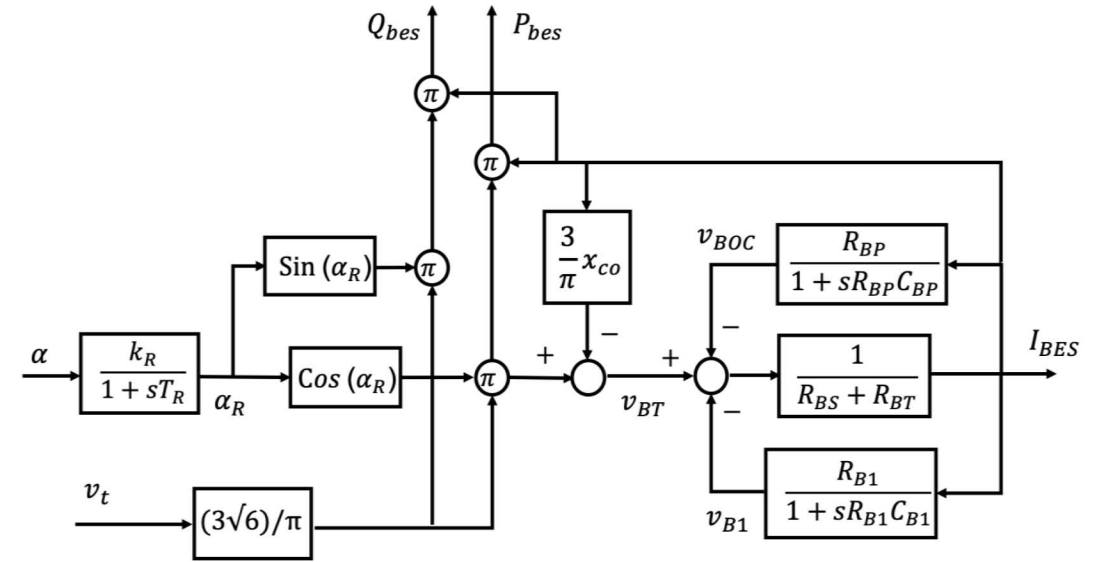 Q_bes
P_bes
π
π
3/π x_co
v_BOC
R_BP / 1 + sR_BP C_BP
Sin (α_R)
π
−
−
I_BES
α
k_R / 1 + sT_R
α_R
Cos (α_R)
π
+
v_BT
+
1 / R_BS + R_BT
−
v_t
(3√6)/π
v_B1
R_B1 / 1 + sR_B1 C_B1